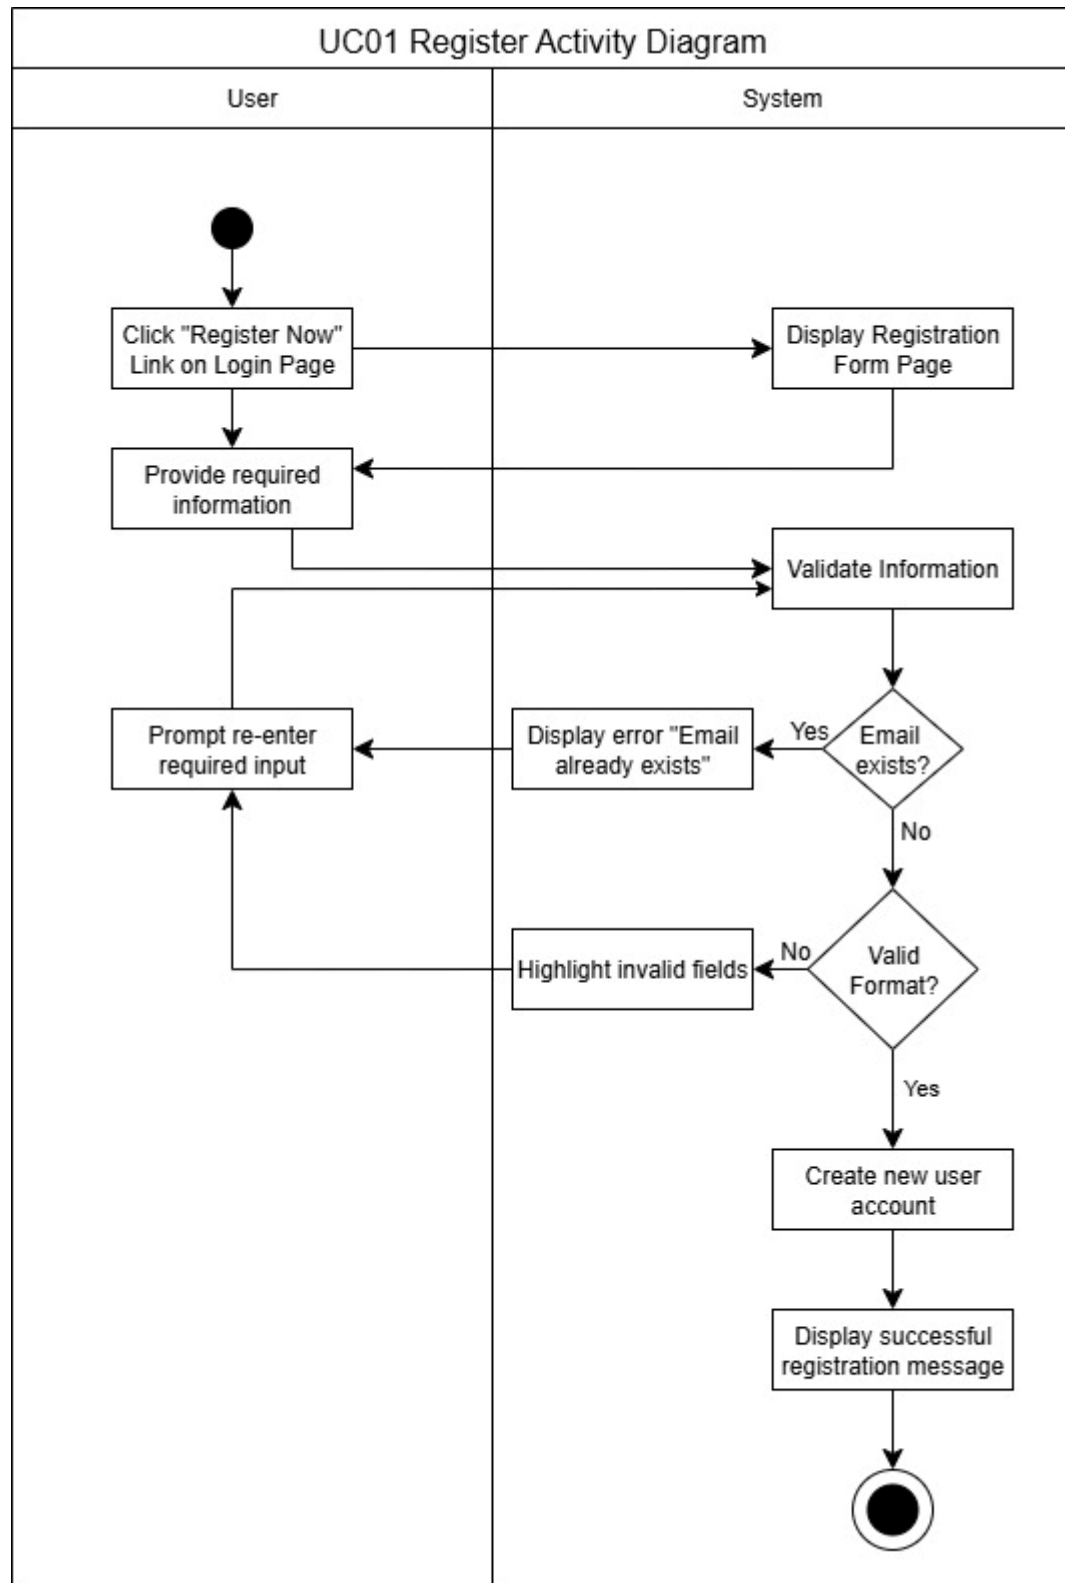 UC01 Register Activity Diagram
User
System
Click "Register Now"
Link on Login Page
Display Registration
Form Page
Provide required
information
Validate Information
Prompt re-enter
required input
Display error "Email
already exists"
Yes
Email
exists?
No
Highlight invalid fields
No
Valid
Format?
Yes
Create new user
account
Display successful
registration message